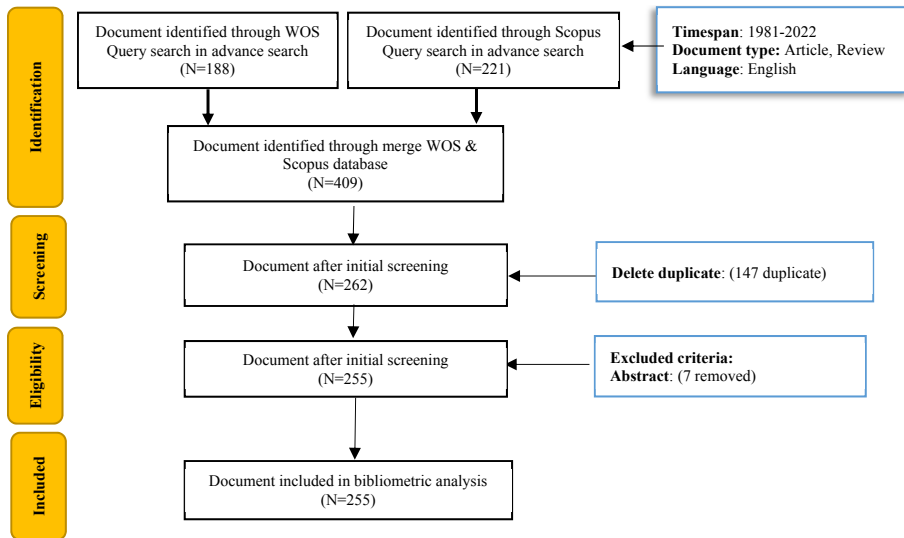 Identification
Document identified through WOS
Query search in advance search
(N=188)
Document identified through Scopus
Query search in advance search
(N=221)
Timespan: 1981-2022
Document type: Article, Review
Language: English
Document identified through merge WOS &
Scopus database
(N=409)
Screening
Document after initial screening
(N=262)
Delete duplicate: (147 duplicate)
Eligibility
Document after initial screening
(N=255)
Excluded criteria:
Abstract: (7 removed)
Included
Document included in bibliometric analysis
(N=255)